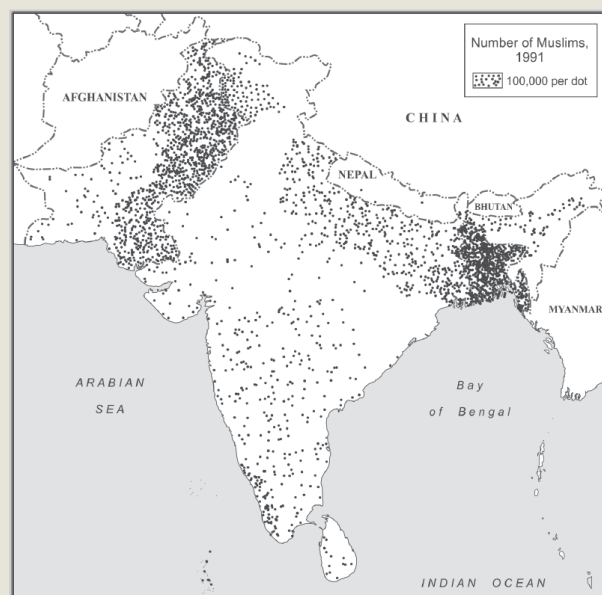 Number of Muslims,
1991
100,000 per dot
AFGHANISTAN
CHINA
NEPAL
BHUTAN
MYANMAR
ARABIAN
SEA
Bay
of Bengal
INDIAN OCEAN